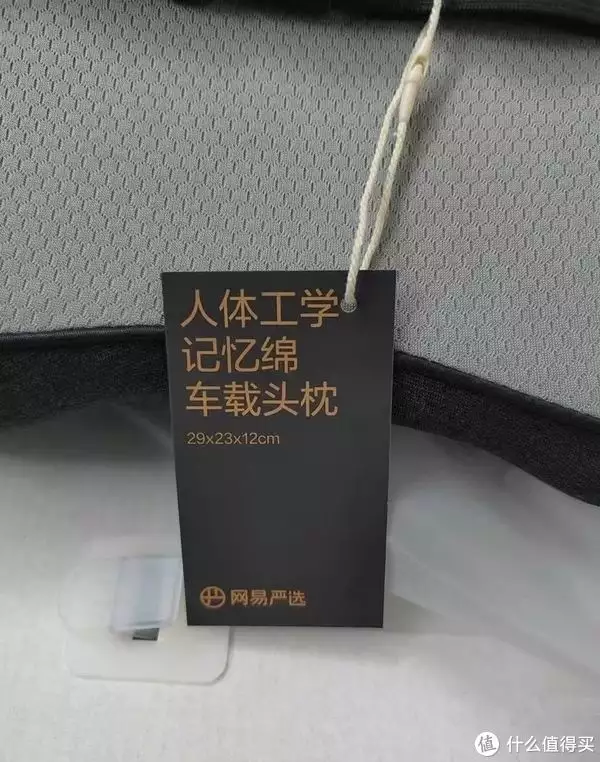 人体工学
记忆绵
车载头枕
29x23x12cm
网易严选
值 什么值得买